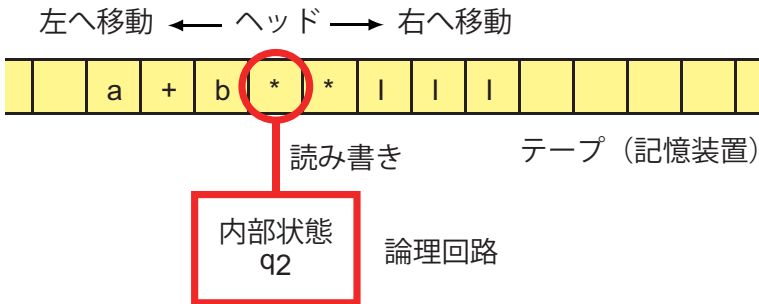 左へ移動 ヘッド 右へ移動
a + b * * I I I
読み書き テープ（記憶装置）
内部状態
q2
論理回路